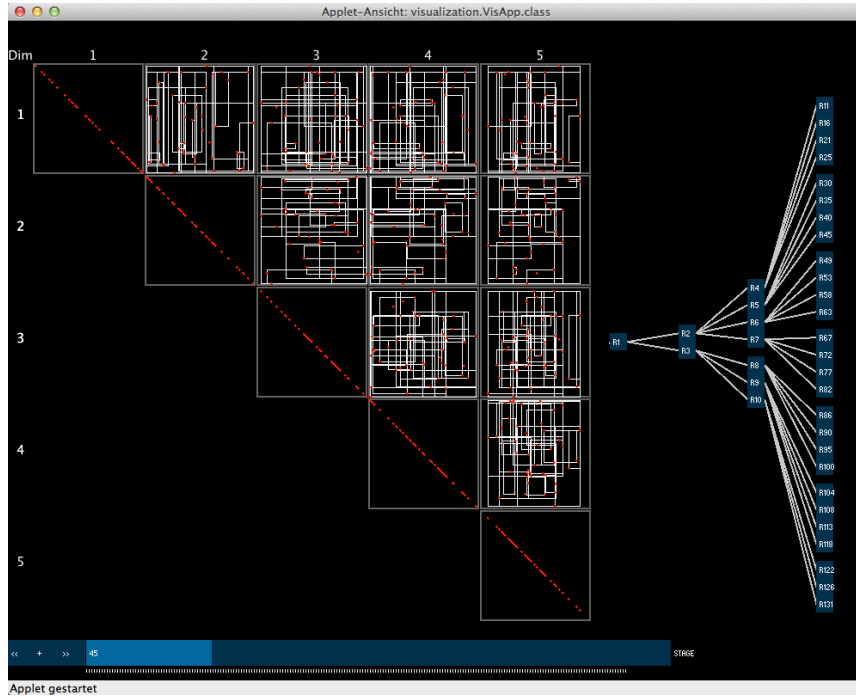 Applet-Ansicht: visualization.VisApp.class
Dim 1 2 3 4 5
1
2
3
4
5
R1
R2
R3
R4
R5
R6
R7
R8
R9
R10
R11
R16
R21
R25
R30
R35
R40
R45
R49
R53
R58
R63
R67
R72
R77
R82
R86
R90
R95
R100
R104
R108
R113
R118
R122
R126
R131
<< + >> 45 STAGE
Applet gestartet